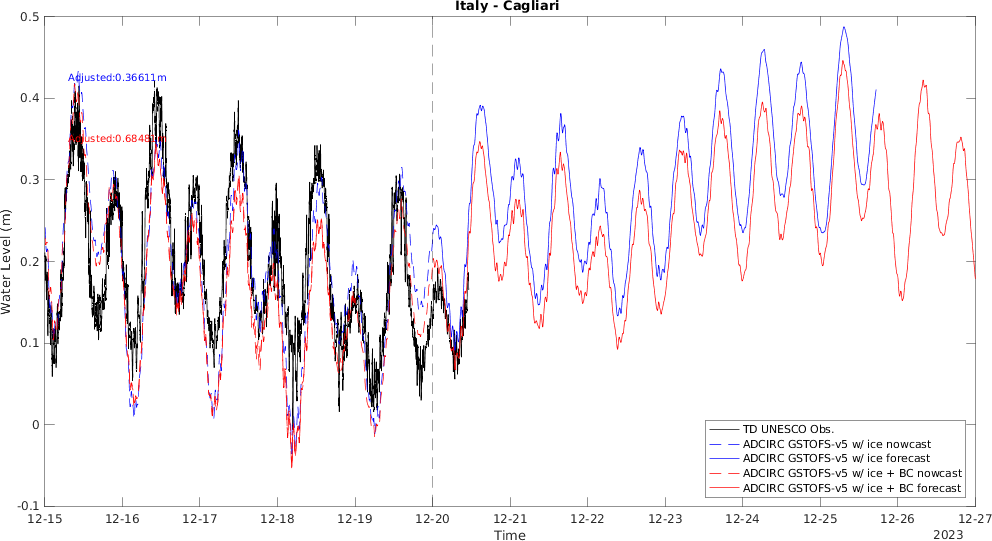 Italy - Cagliari
Water Level (m)
0.5
0.4
0.3
0.2
0.1
0
-0.1
Adjusted:0.36611m
TD UNESCO Obs.
ADCIRC GSTOFS-v5 w/ ice nowcast
ADCIRC GSTOFS-v5 w/ ice forecast
ADCIRC GSTOFS-v5 w/ ice + BC nowcast
ADCIRC GSTOFS-v5 w/ ice + BC forecast
12-15 12-16 12-17 12-18 12-19 12-20 12-21 12-22 12-23 12-24 12-25 12-26 12-27
Time
2023